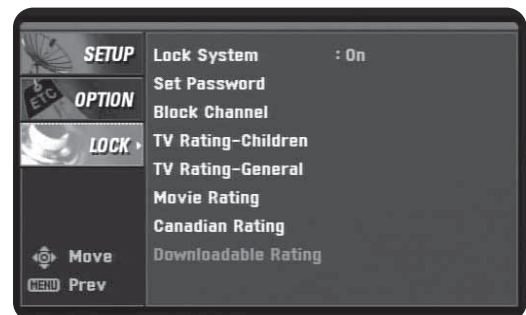 SETUP
ETC
OPTION
LOCK
Lock System : On
Set Password
Block Channel
TV Rating-Children
TV Rating-General
Movie Rating
Canadian Rating
Downloadable Rating
Move
MENU Prev